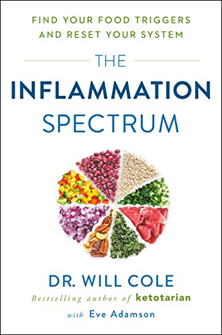 FIND YOUR FOOD TRIGGERS
AND RESET YOUR SYSTEM
THE
INFLAMMATION
SPECTRUM
DR. WILL COLE
Bestselling author of ketotarian
with Eve Adamson